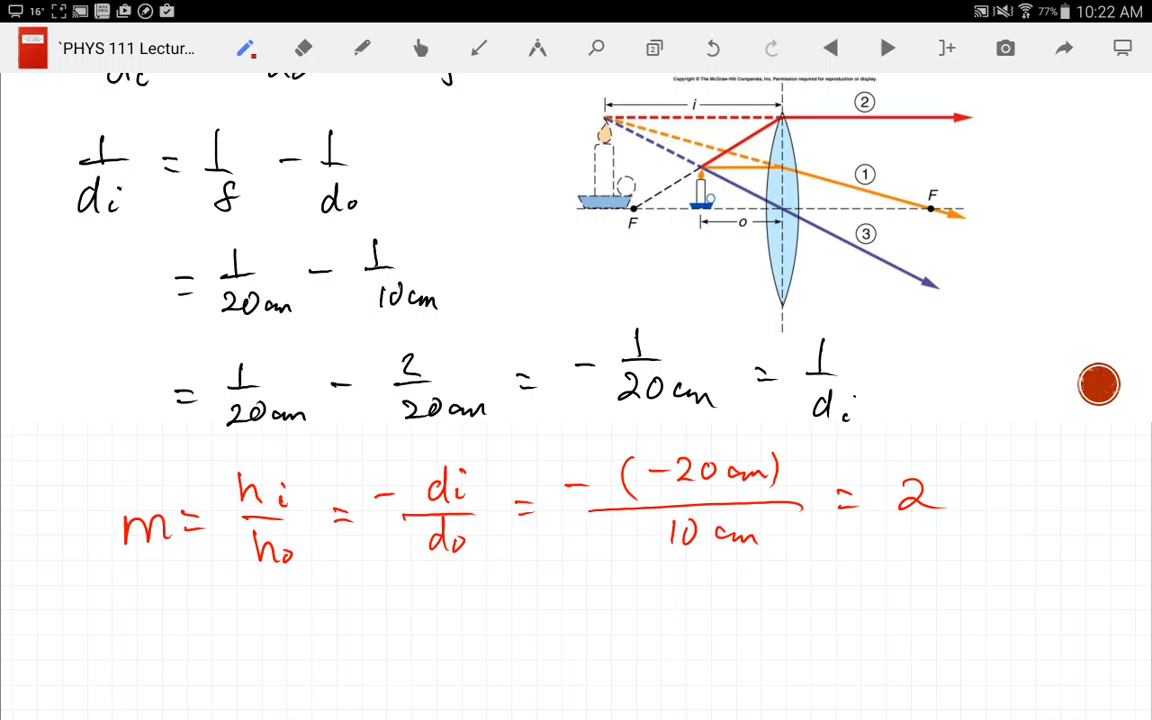 16° 77% 10:22 AM
`PHYS 111 Lectur...
Copyright © The McGraw-Hill Companies, Inc. Permission required for reproduction or display.
i
②
①
F
F
o
③
1/di = 1/f - 1/do
= 1/20cm - 1/10cm
= 1/20cm - 2/20cm = - 1/20cm = 1/di
m = hi/ho = - di/do = - (-20cm)/10 cm = 2